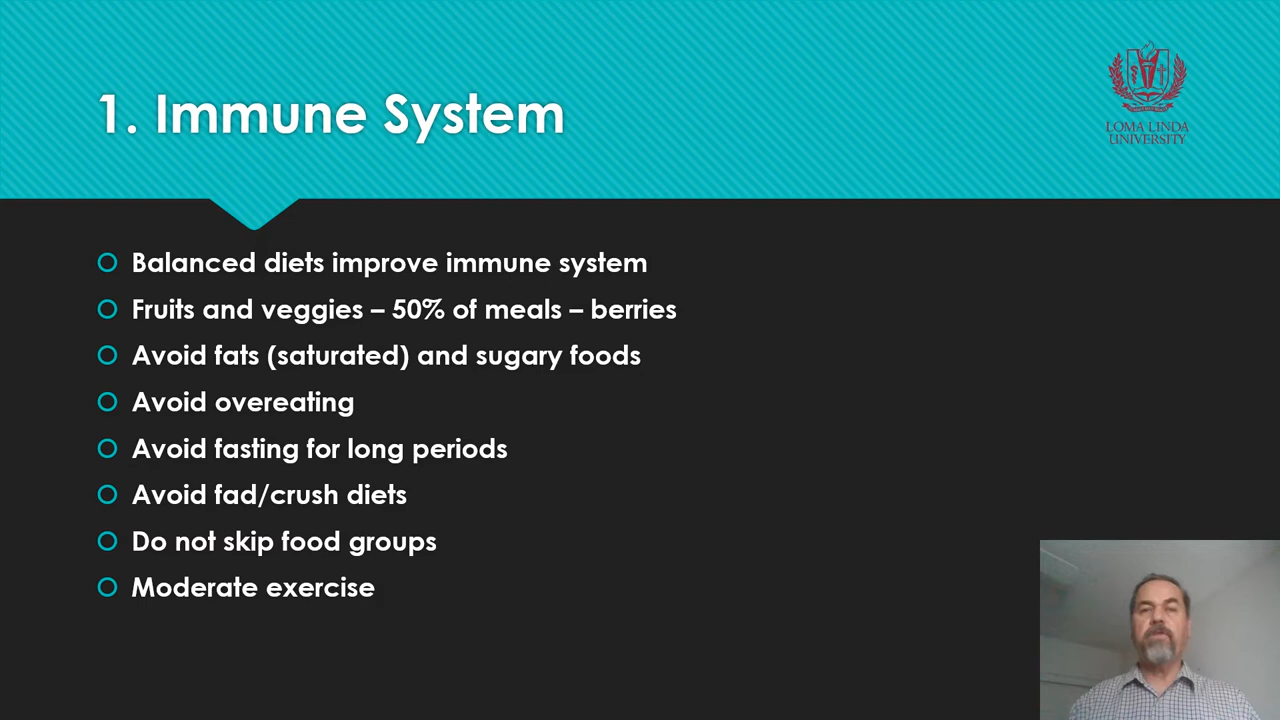 1. Immune System
LOMA LINDA
UNIVERSITY
Balanced diets improve immune system
Fruits and veggies – 50% of meals – berries
Avoid fats (saturated) and sugary foods
Avoid overeating
Avoid fasting for long periods
Avoid fad/crush diets
Do not skip food groups
Moderate exercise